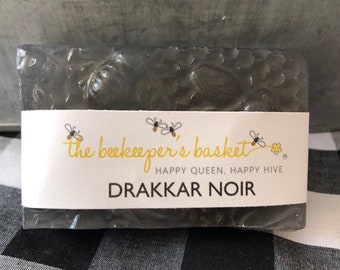 the beekeeper's basket
HAPPY QUEEN, HAPPY HIVE
DRAKKAR NOIR